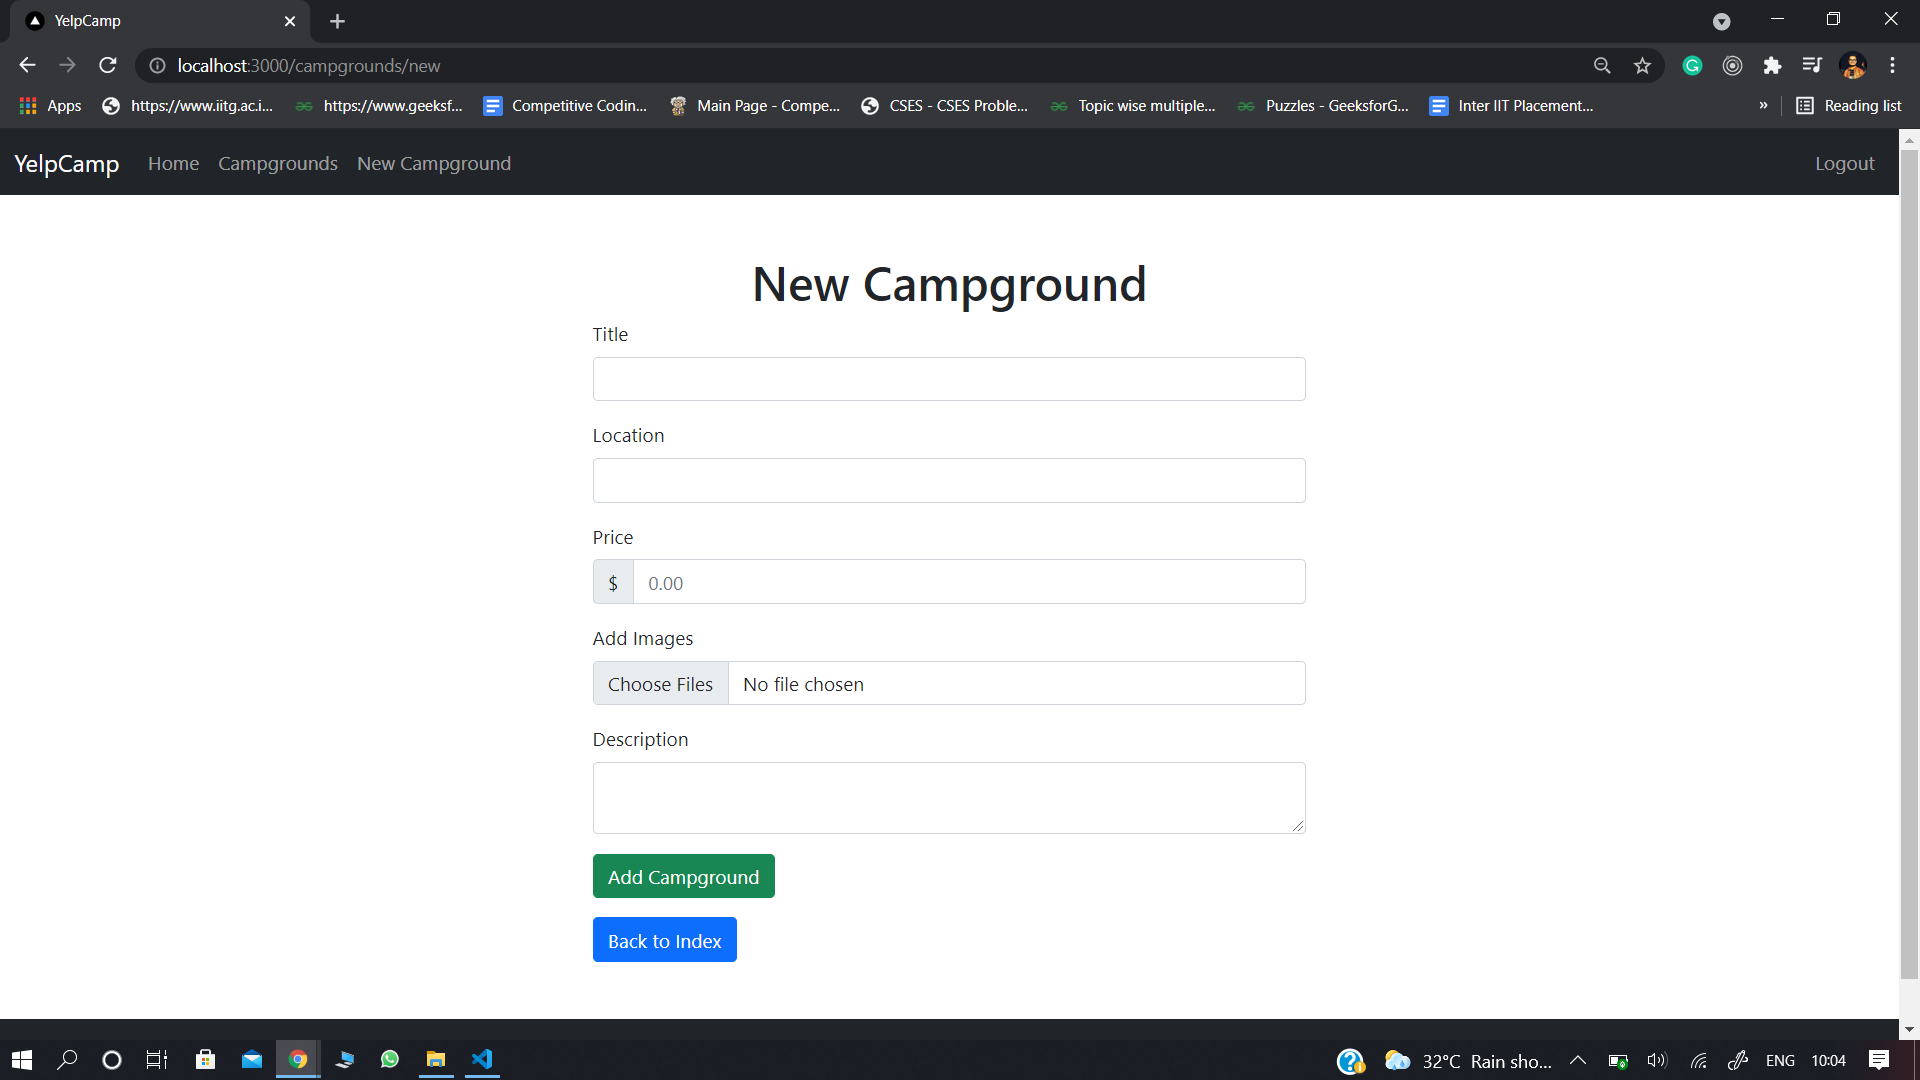 YelpCamp
localhost:3000/campgrounds/new
Apps https://www.iitg.ac.i... https://www.geeksf... Competitive Codin... Main Page - Compe... CSES - CSES Proble... Topic wise multiple... Puzzles - GeeksforG... Inter IIT Placement... » Reading list
YelpCamp Home Campgrounds New Campground Logout
New Campground
Title
Location
Price
$ 0.00
Add Images
Choose Files No file chosen
Description
Add Campground
Back to Index
32°C Rain sho... ENG 10:04